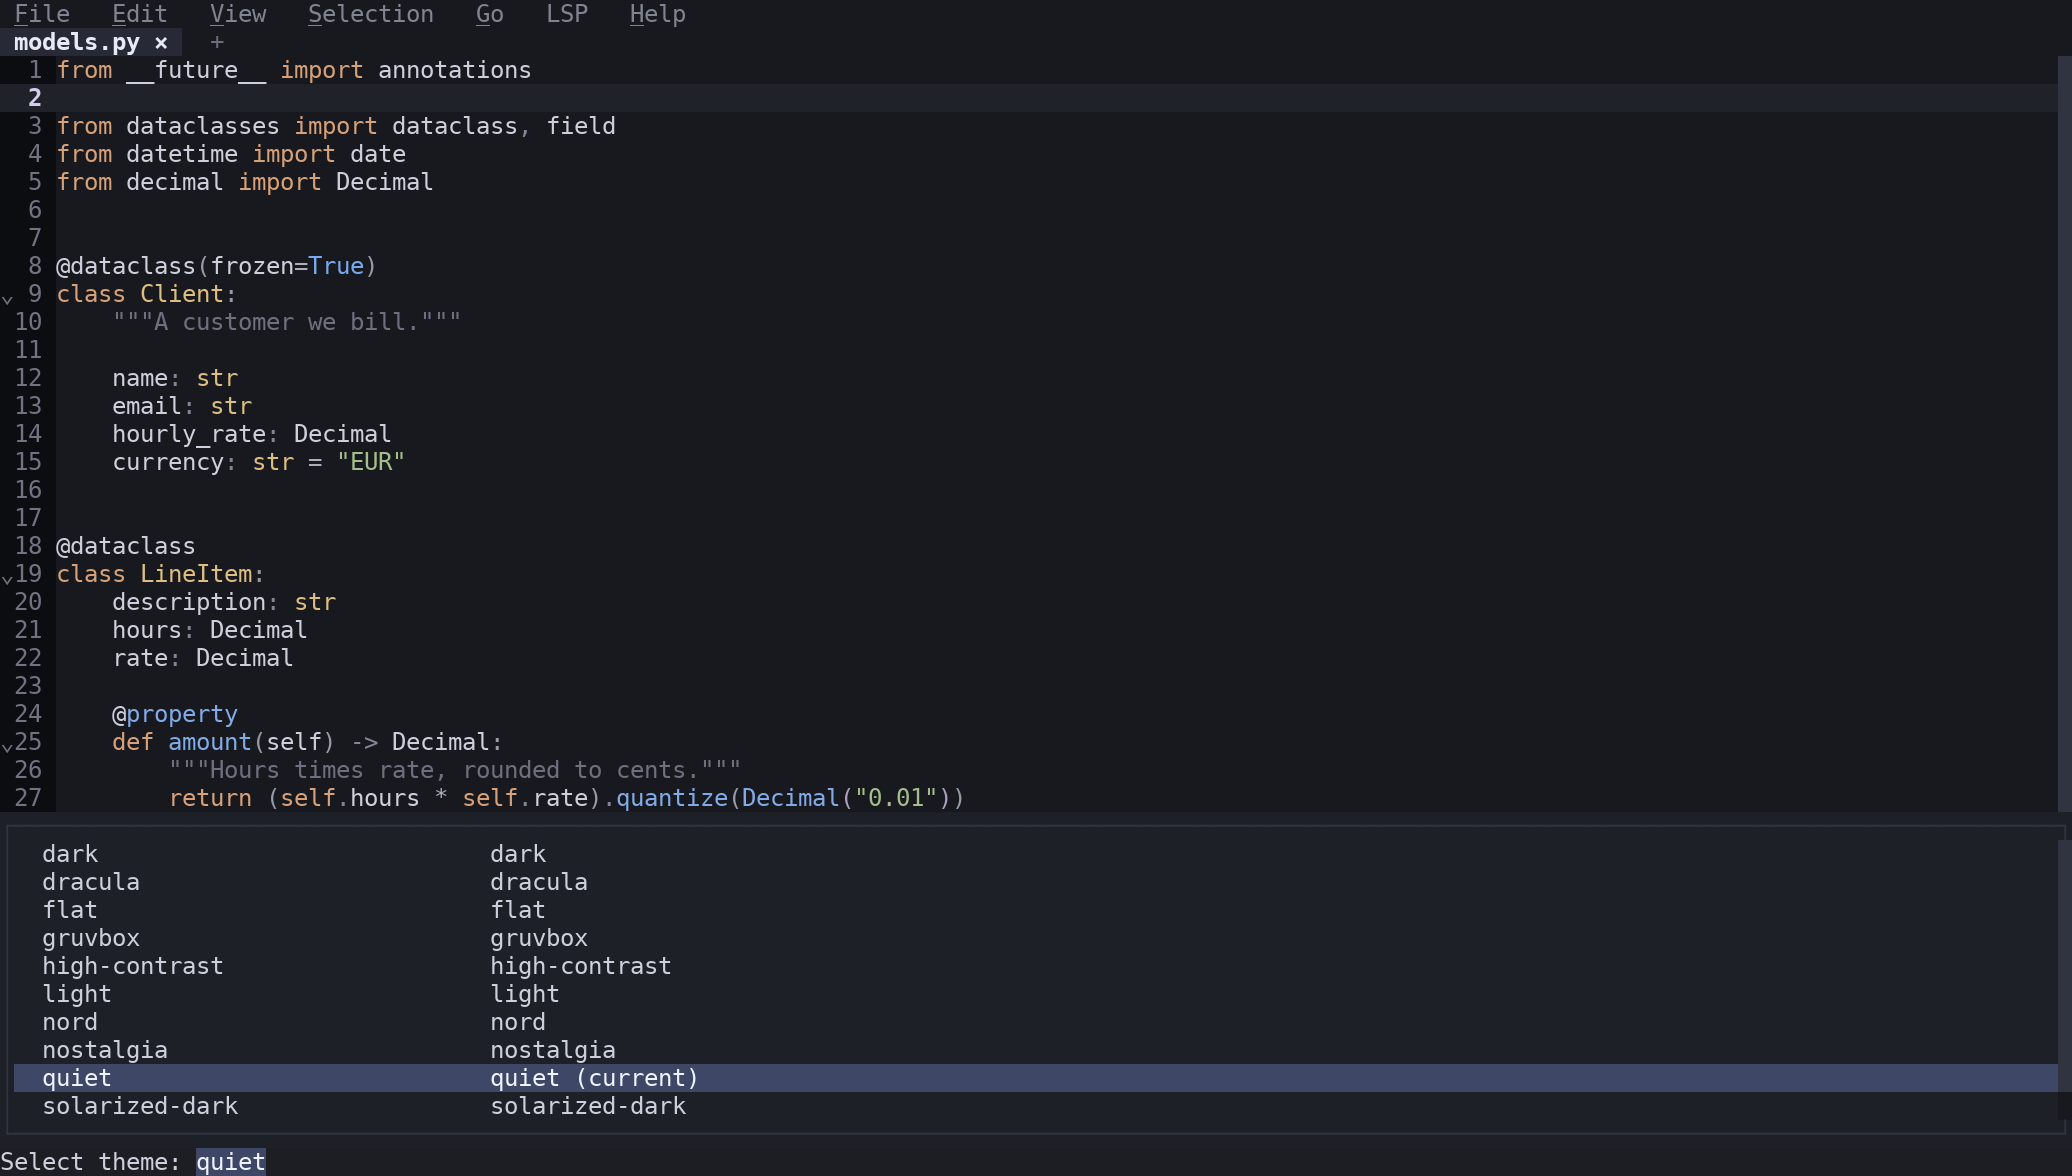 File   Edit   View   Selection   Go   LSP   Help
models.py ×   +
1 from __future__ import annotations
2
3 from dataclasses import dataclass, field
4 from datetime import date
5 from decimal import Decimal
6
7
8 @dataclass(frozen=True)
⌄ 9 class Client:
10     """A customer we bill."""
11
12     name: str
13     email: str
14     hourly_rate: Decimal
15     currency: str = "EUR"
16
17
18 @dataclass
⌄19 class LineItem:
20     description: str
21     hours: Decimal
22     rate: Decimal
23
24     @property
⌄25     def amount(self) -> Decimal:
26         """Hours times rate, rounded to cents."""
27         return (self.hours * self.rate).quantize(Decimal("0.01"))
dark                            dark
dracula                         dracula
flat                            flat
gruvbox                         gruvbox
high-contrast                   high-contrast
light                           light
nord                            nord
nostalgia                       nostalgia
quiet                           quiet (current)
solarized-dark                  solarized-dark
Select theme: quiet